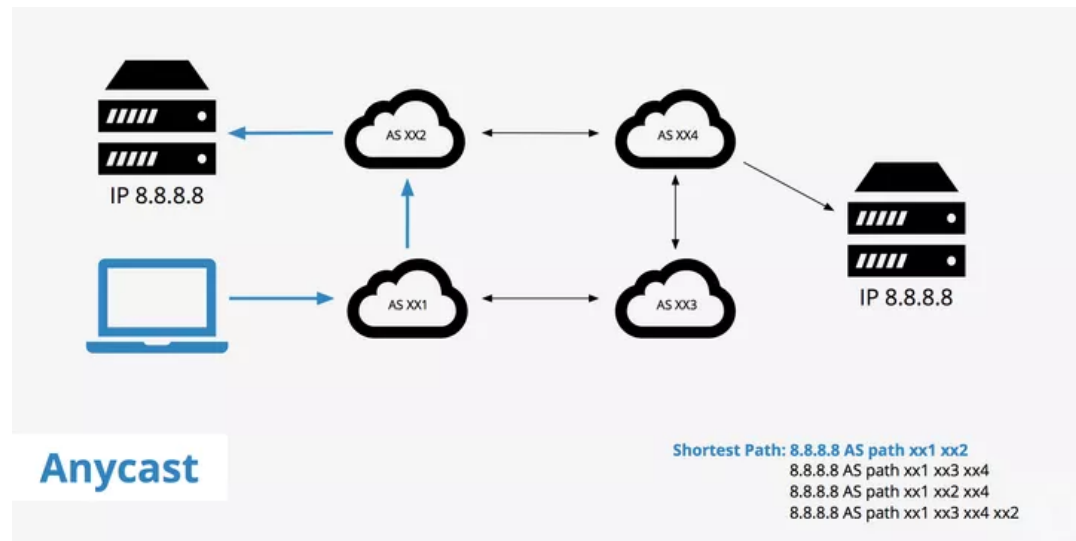 AS XX2
AS XX4
IP 8.8.8.8
AS XX1
AS XX3
IP 8.8.8.8
Anycast
Shortest Path: 8.8.8.8 AS path xx1 xx2
8.8.8.8 AS path xx1 xx3 xx4
8.8.8.8 AS path xx1 xx2 xx4
8.8.8.8 AS path xx1 xx3 xx4 xx2